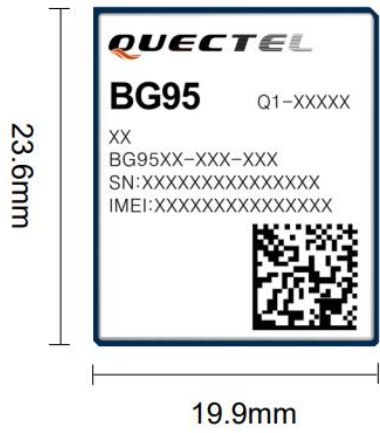 QUECTEL
BG95 Q1-XXXXX
XX
BG95XX-XXX-XXX
SN:XXXXXXXXXXXXXXX
IMEI:XXXXXXXXXXXXXXX
23.6mm
19.9mm